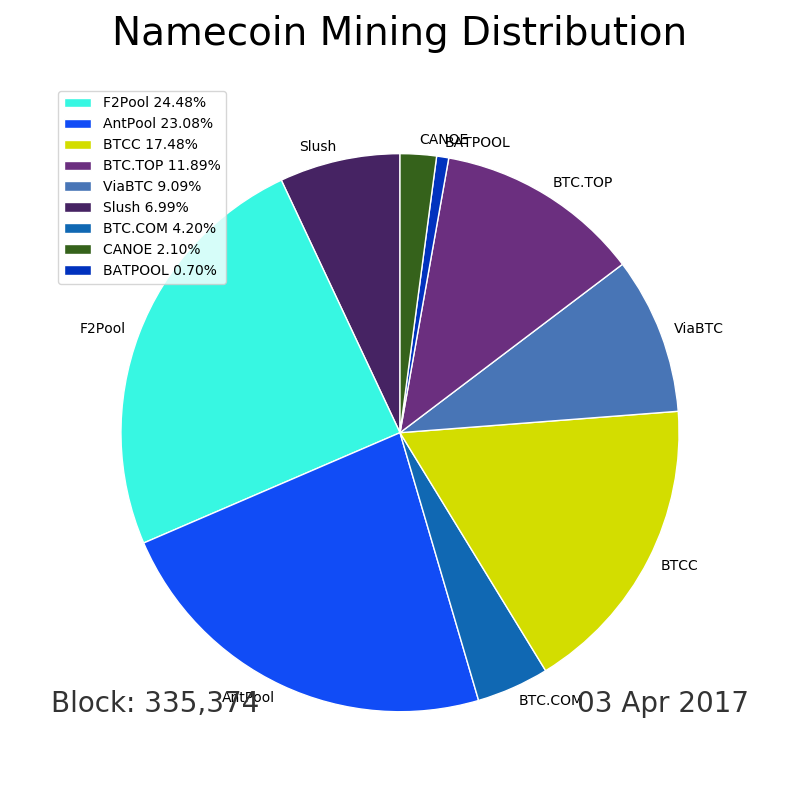 Namecoin Mining Distribution
F2Pool 24.48%
AntPool 23.08%
BTCC 17.48%
BTC.TOP 11.89%
ViaBTC 9.09%
Slush 6.99%
BTC.COM 4.20%
CANOE 2.10%
BATPOOL 0.70%
Slush
CANOE
BATPOOL
BTC.TOP
F2Pool
ViaBTC
BTCC
AntPool
BTC.COM
Block: 335,374
03 Apr 2017